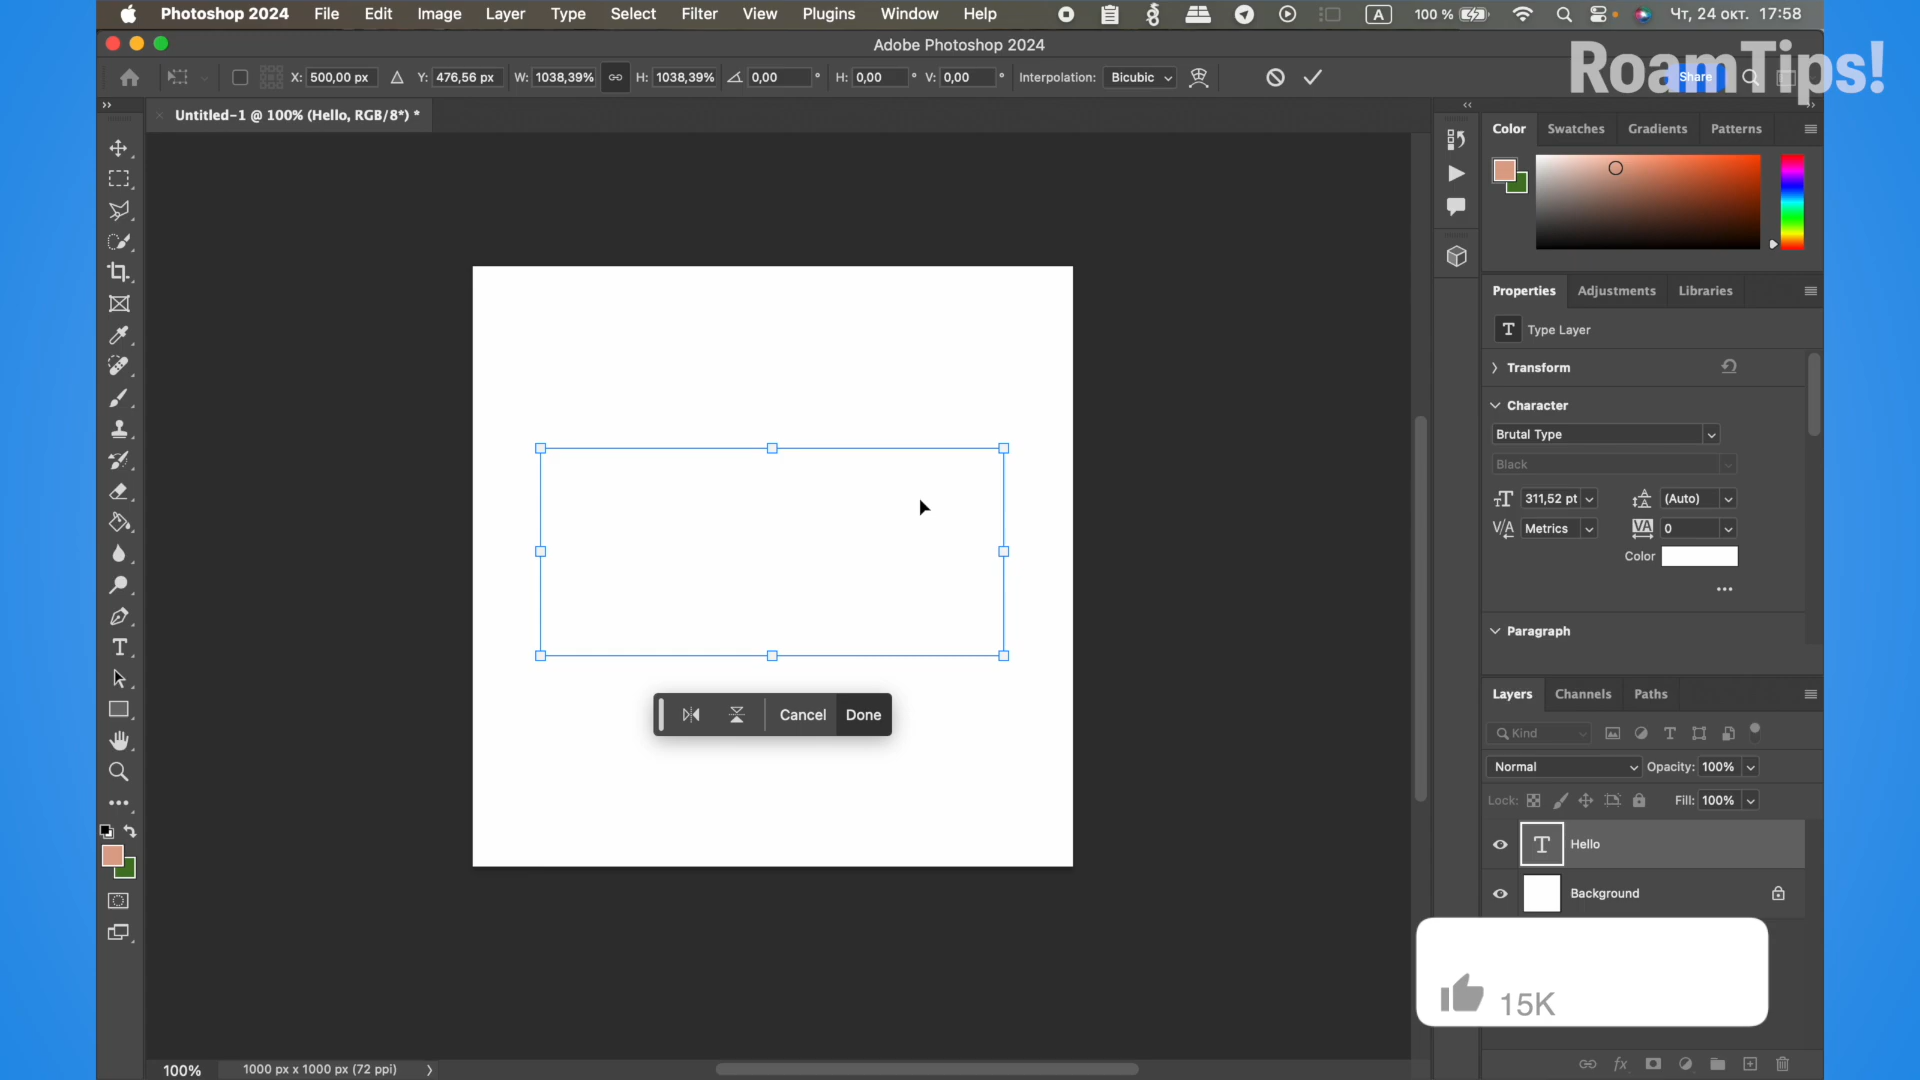 Photoshop 2024 File Edit Image Layer Type Select Filter View Plugins Window Help A 100 % Чт, 24 окт. 17:58
Adobe Photoshop 2024
RoamTips!
X: 500,00 px Y: 476,56 px W: 1038,39% H: 1038,39% 0,00 ° H: 0,00 ° V: 0,00 ° Interpolation: Bicubic Share
Untitled-1 @ 100% (Hello, RGB/8*) *
Color Swatches Gradients Patterns
Properties Adjustments Libraries
T Type Layer
Transform
Character
Brutal Type
Black
311,52 pt (Auto)
Metrics 0
Color
Paragraph
Cancel Done
Layers Channels Paths
Kind
Normal Opacity: 100%
Lock: Fill: 100%
T Hello
Background
15K
100% 1000 px x 1000 px (72 ppi)